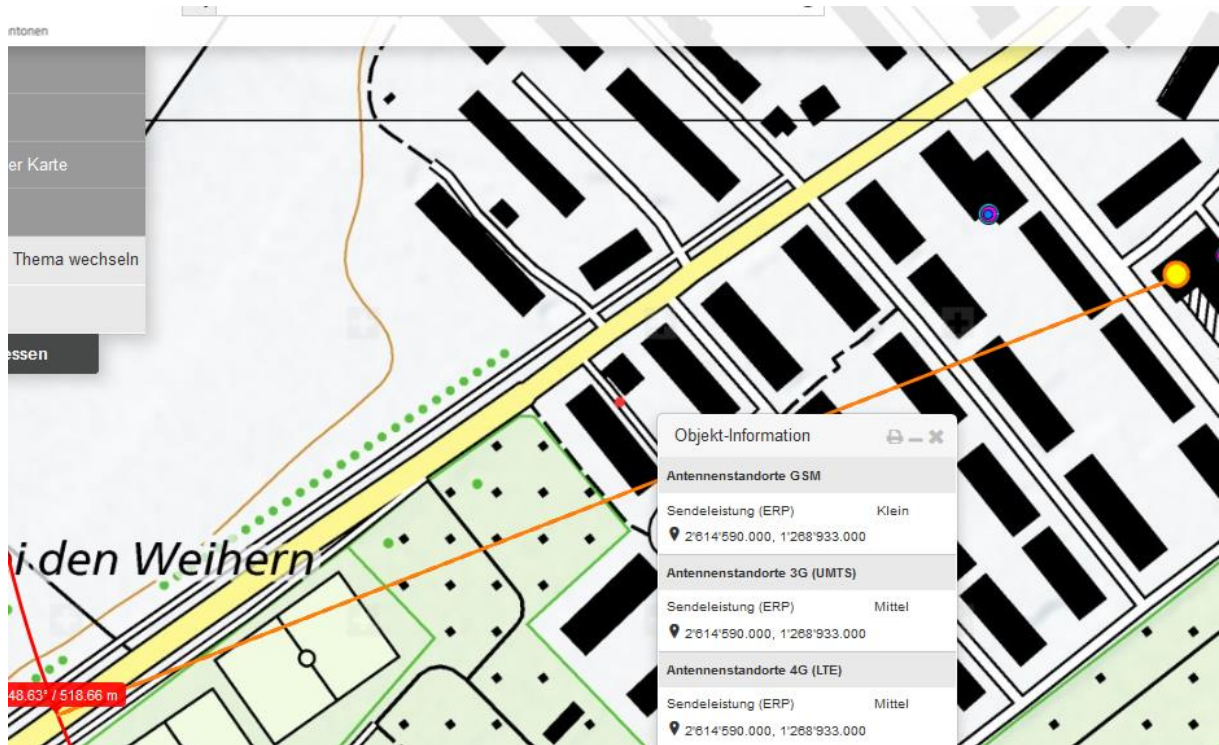 ntonen
er Karte
Thema wechseln
essen
i den Weihern
48.63° / 518.66 m
Objekt-Information
Antennenstandorte GSM
Sendeleistung (ERP) Klein
2'614'590.000, 1'268'933.000
Antennenstandorte 3G (UMTS)
Sendeleistung (ERP) Mittel
2'614'590.000, 1'268'933.000
Antennenstandorte 4G (LTE)
Sendeleistung (ERP) Mittel
2'614'590.000, 1'268'933.000